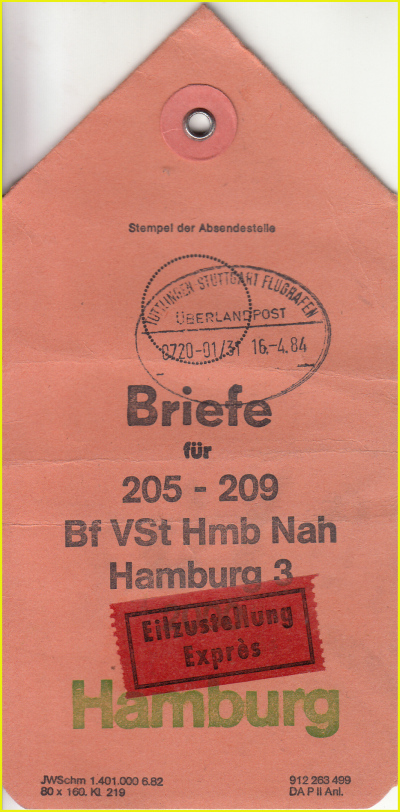 Stempel der Absendestelle
TUTTLINGEN-STUTTGART FLUGHAFEN
ÜBERLANDPOST
0720-01/31 16.-4.84
Briefe
für
205 - 209
Bf VSt Hmb Nah
Hamburg 3
Eilzustellung
Exprès
Hamburg
JWSchm 1.401.000 6.82
80 x 160. Kl. 219
912 263 499
DA P II Anl.